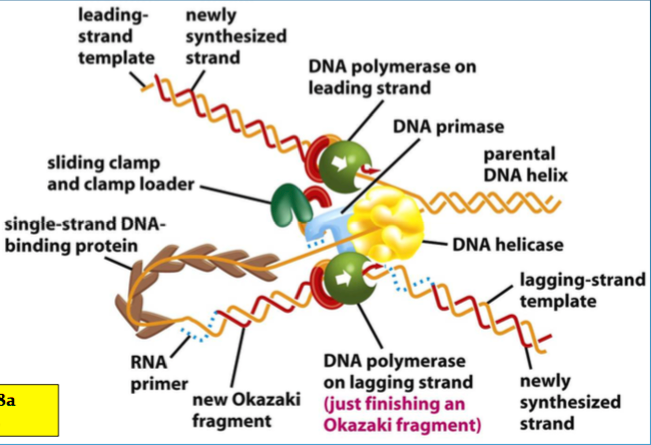 leading-
strand
template
newly
synthesized
strand
DNA polymerase on
leading strand
DNA primase
parental
DNA helix
sliding clamp
and clamp loader
single-strand DNA-
binding protein
DNA helicase
lagging-strand
template
RNA
primer
new Okazaki
fragment
DNA polymerase
on lagging strand
(just finishing an
Okazaki fragment)
newly
synthesized
strand
8a